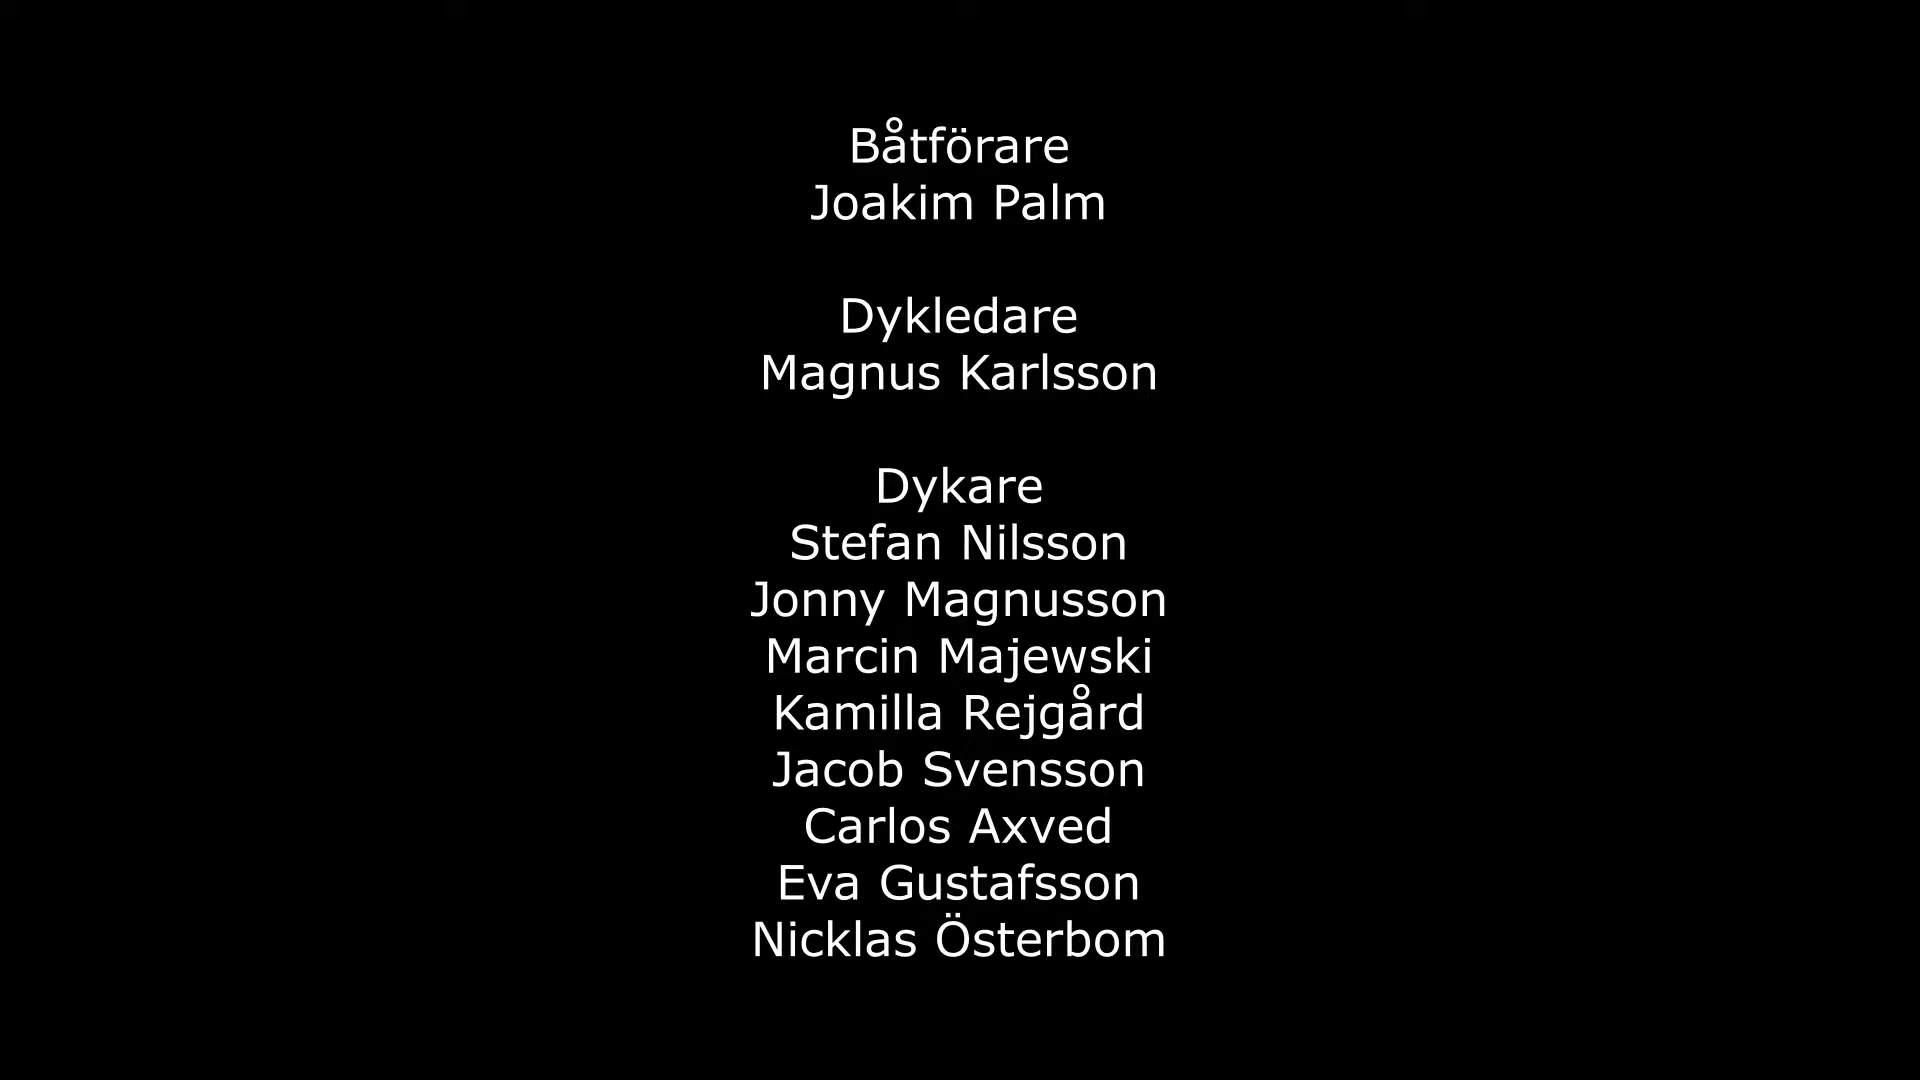 Båtförare
Joakim Palm
Dykledare
Magnus Karlsson
Dykare
Stefan Nilsson
Jonny Magnusson
Marcin Majewski
Kamilla Rejgård
Jacob Svensson
Carlos Axved
Eva Gustafsson
Nicklas Österbom